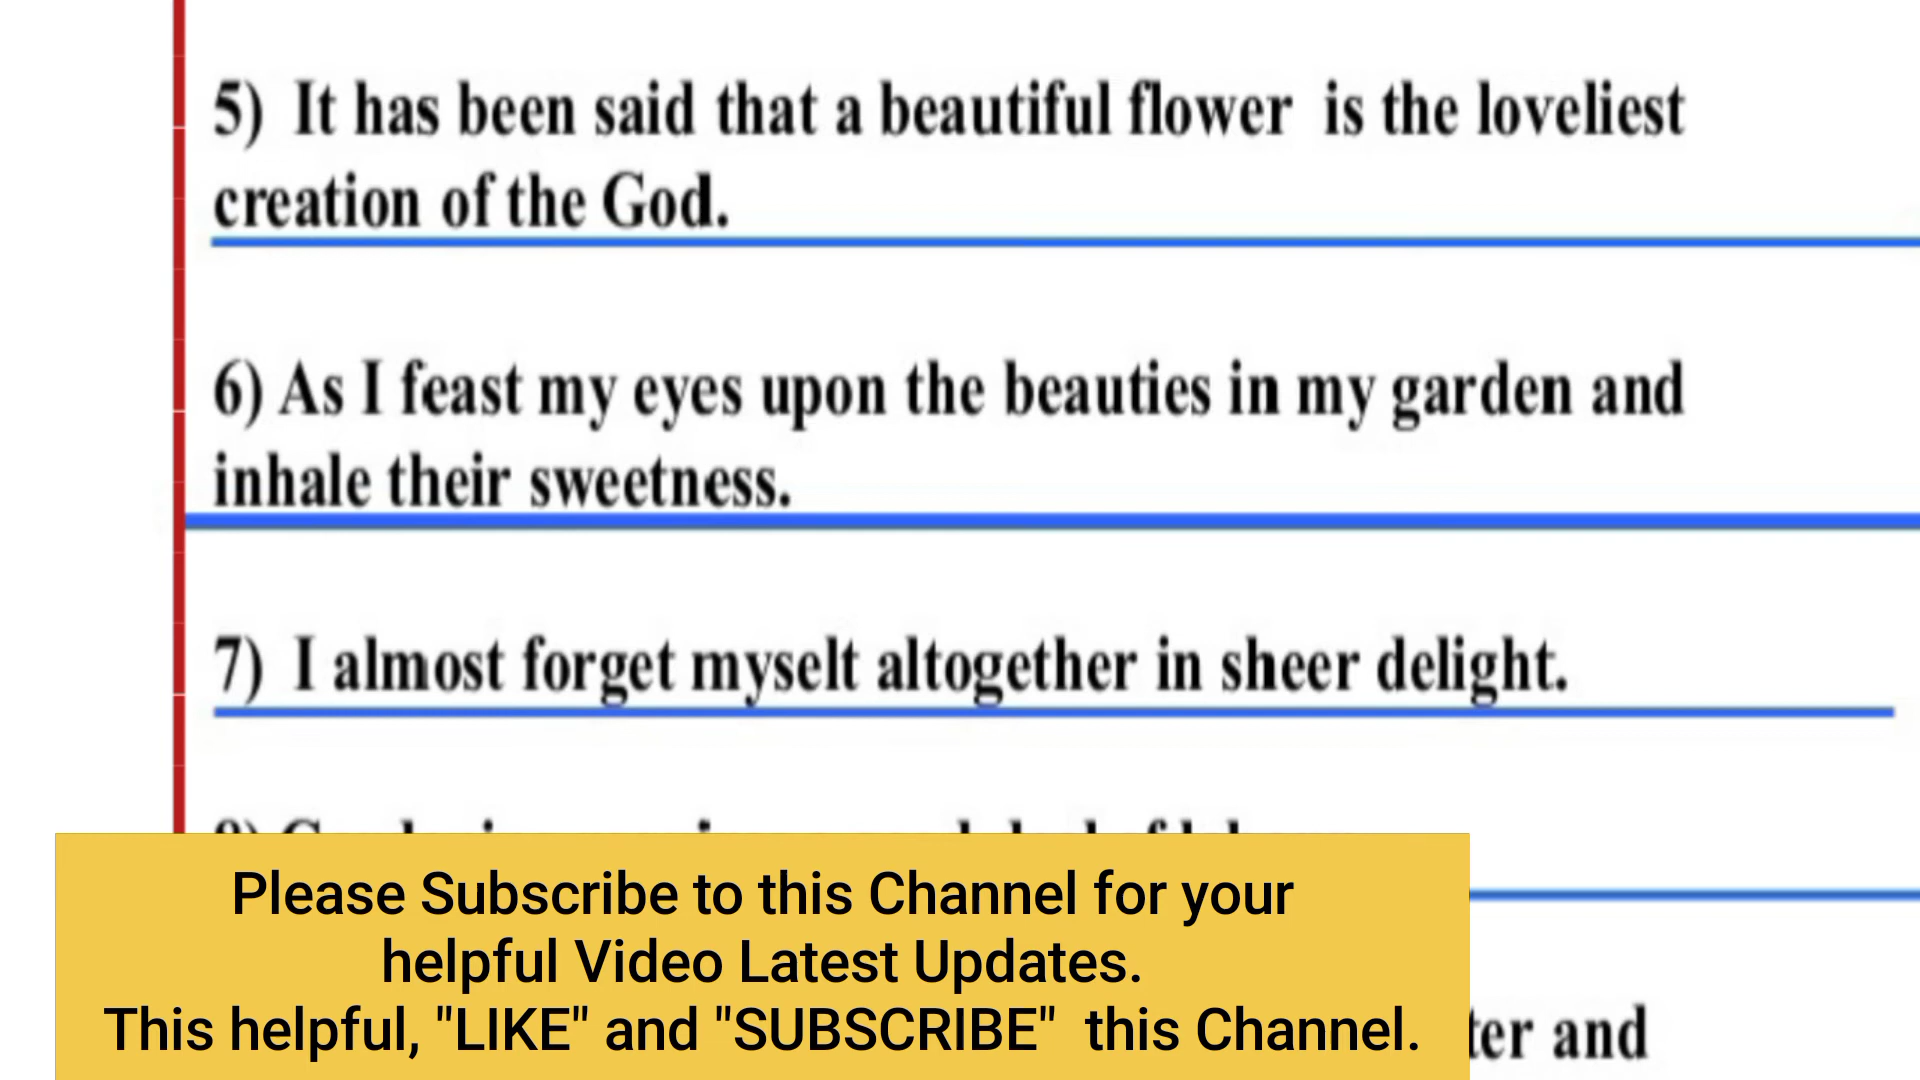 5) It has been said that a beautiful flower is the loveliest
creation of the God.
6) As I feast my eyes upon the beauties in my garden and
inhale their sweetness.
7) I almost forget myselt altogether in sheer delight.
Please Subscribe to this Channel for your
helpful Video Latest Updates.
This helpful, "LIKE" and "SUBSCRIBE" this Channel.
and